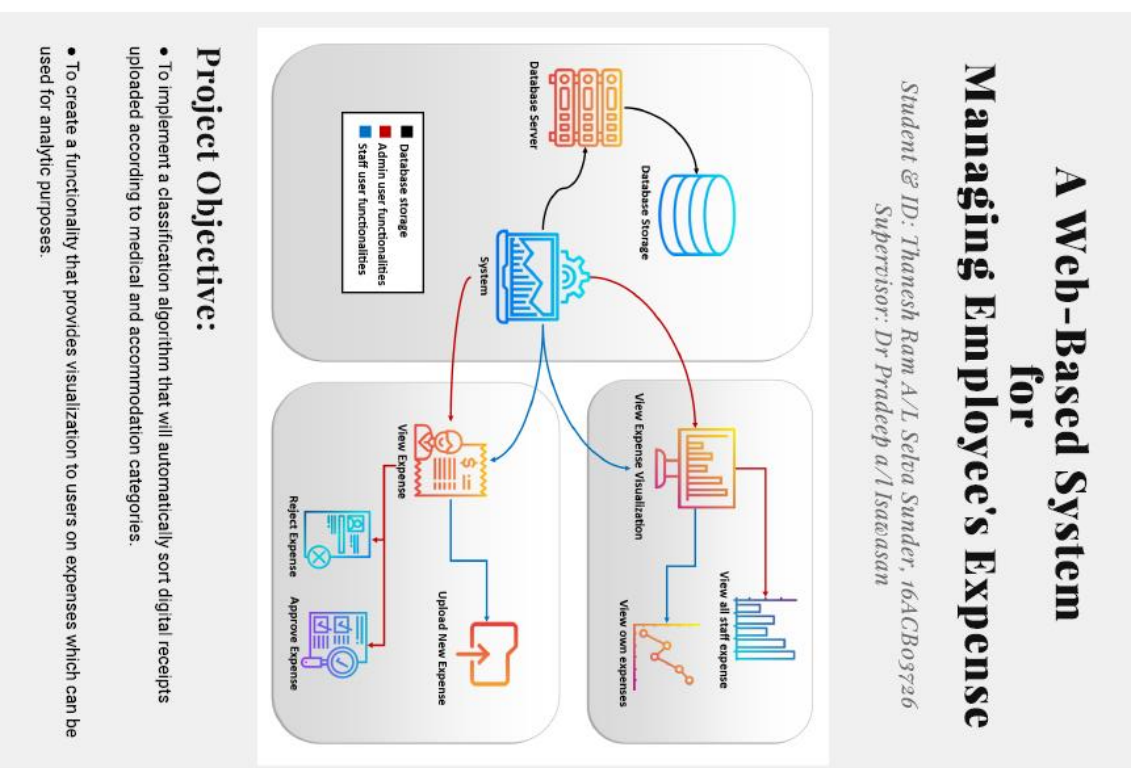 A Web-Based System
for
Managing Employee's Expense
Student & ID: Thanesh Ram A/L Selva Sunder, 16ACB03726
Supervisor: Dr Pradeep a/l Isawasan
Database Storage
Database Server
System
Database storage
Admin user functionalities
Staff user functionalities
View all staff expense
View Expense Visualization
View own expenses
Upload New Expense
View Expense
Reject Expense
Approve Expense
Project Objective:
• To implement a classification algorithm that will automatically sort digital receipts
uploaded according to medical and accommodation categories.
• To create a functionality that provides visualization to users on expenses which can be
used for analytic purposes.